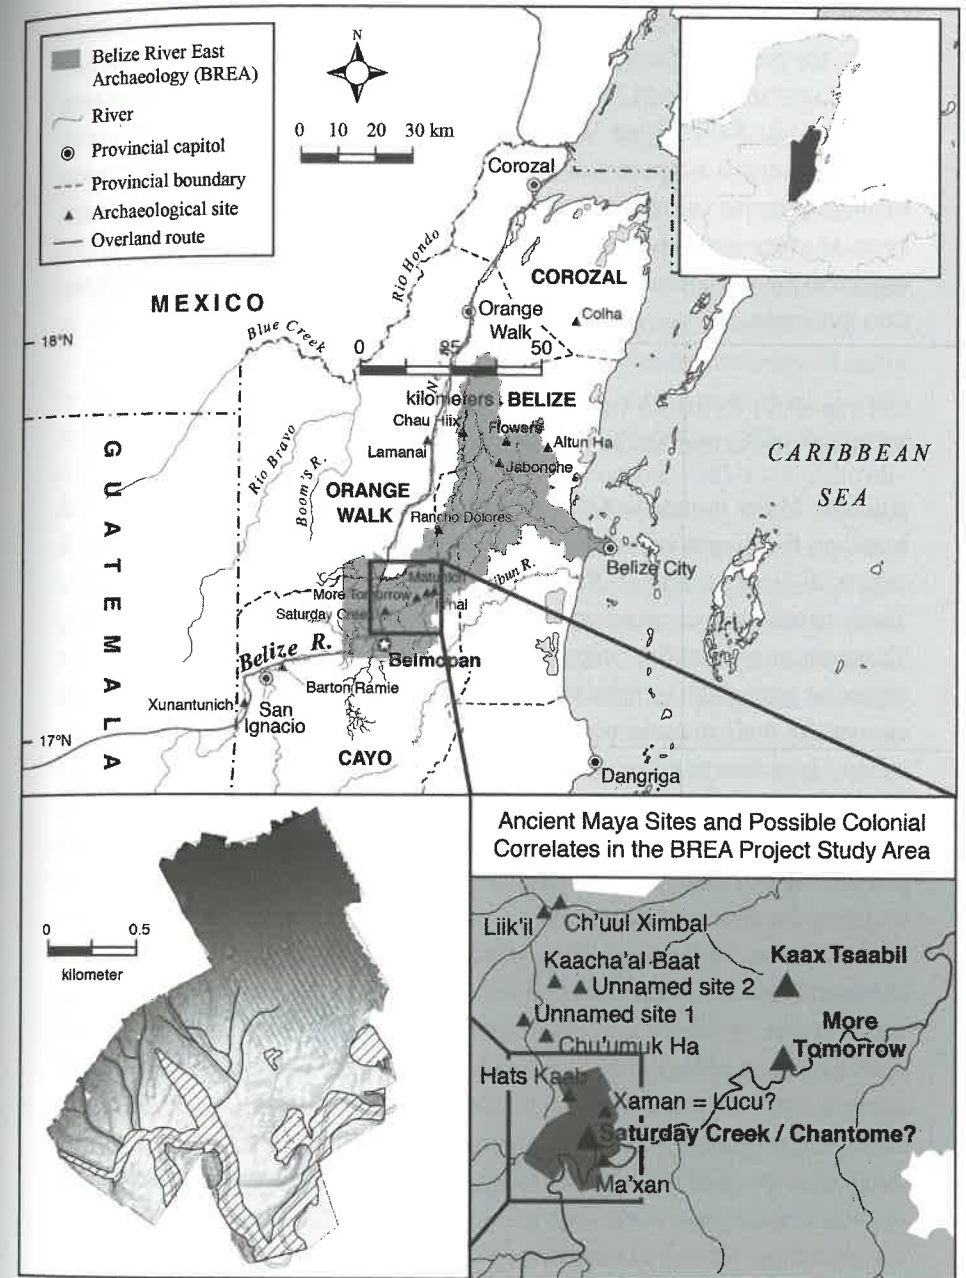 Belize River East
Archaeology (BREA)
River
Provincial capitol
Provincial boundary
Archaeological site
Overland route
N
0 10 20 30 km
Corozal
Rio Hondo
COROZAL
MEXICO
Orange
Walk
Colha
Blue Creek
18°N
0 25 50
kilometers
BELIZE
Chau Hiix
Flowers
Altun Ha
Lamanai
Jabonche
GUATEMALA
Rio Bravo
Boom's R.
CARIBBEAN
SEA
ORANGE
WALK
Rancho Dolores
Belize City
ibun R.
More Tomorrow
Saturday Creek
Belize R.
Belmopan
Barton Ramie
Xunantunich
San
Ignacio
17°N
CAYO
Dangriga
0 0.5
kilometer
Ancient Maya Sites and Possible Colonial
Correlates in the BREA Project Study Area
Liik'il
Ch'uul Ximbal
Kaacha'al Baat
Kaax Tsaabil
Unnamed site 2
Unnamed site 1
More
Tomorrow
Chu'umuk Ha
Hats Kaab
Xaman = Lucu?
Saturday Creek / Chantome?
Ma'xan